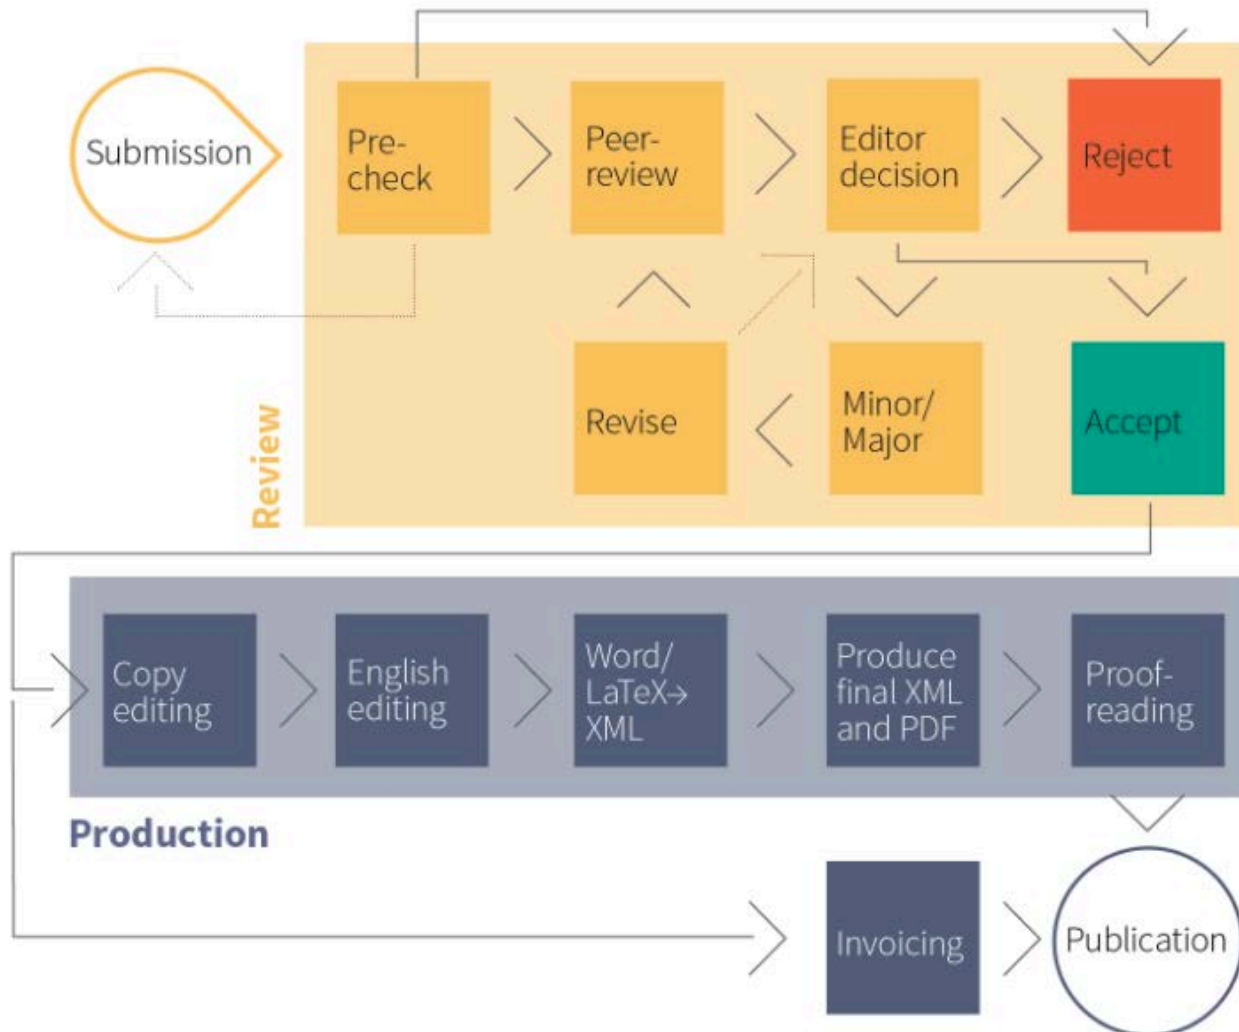 Submission
Pre-
check
Peer-
review
Editor
decision
Reject
Revise
Minor/
Major
Accept
Review
Copy
editing
English
editing
Word/
LaTeX→
XML
Produce
final XML
and PDF
Proof-
reading
Production
Invoicing
Publication